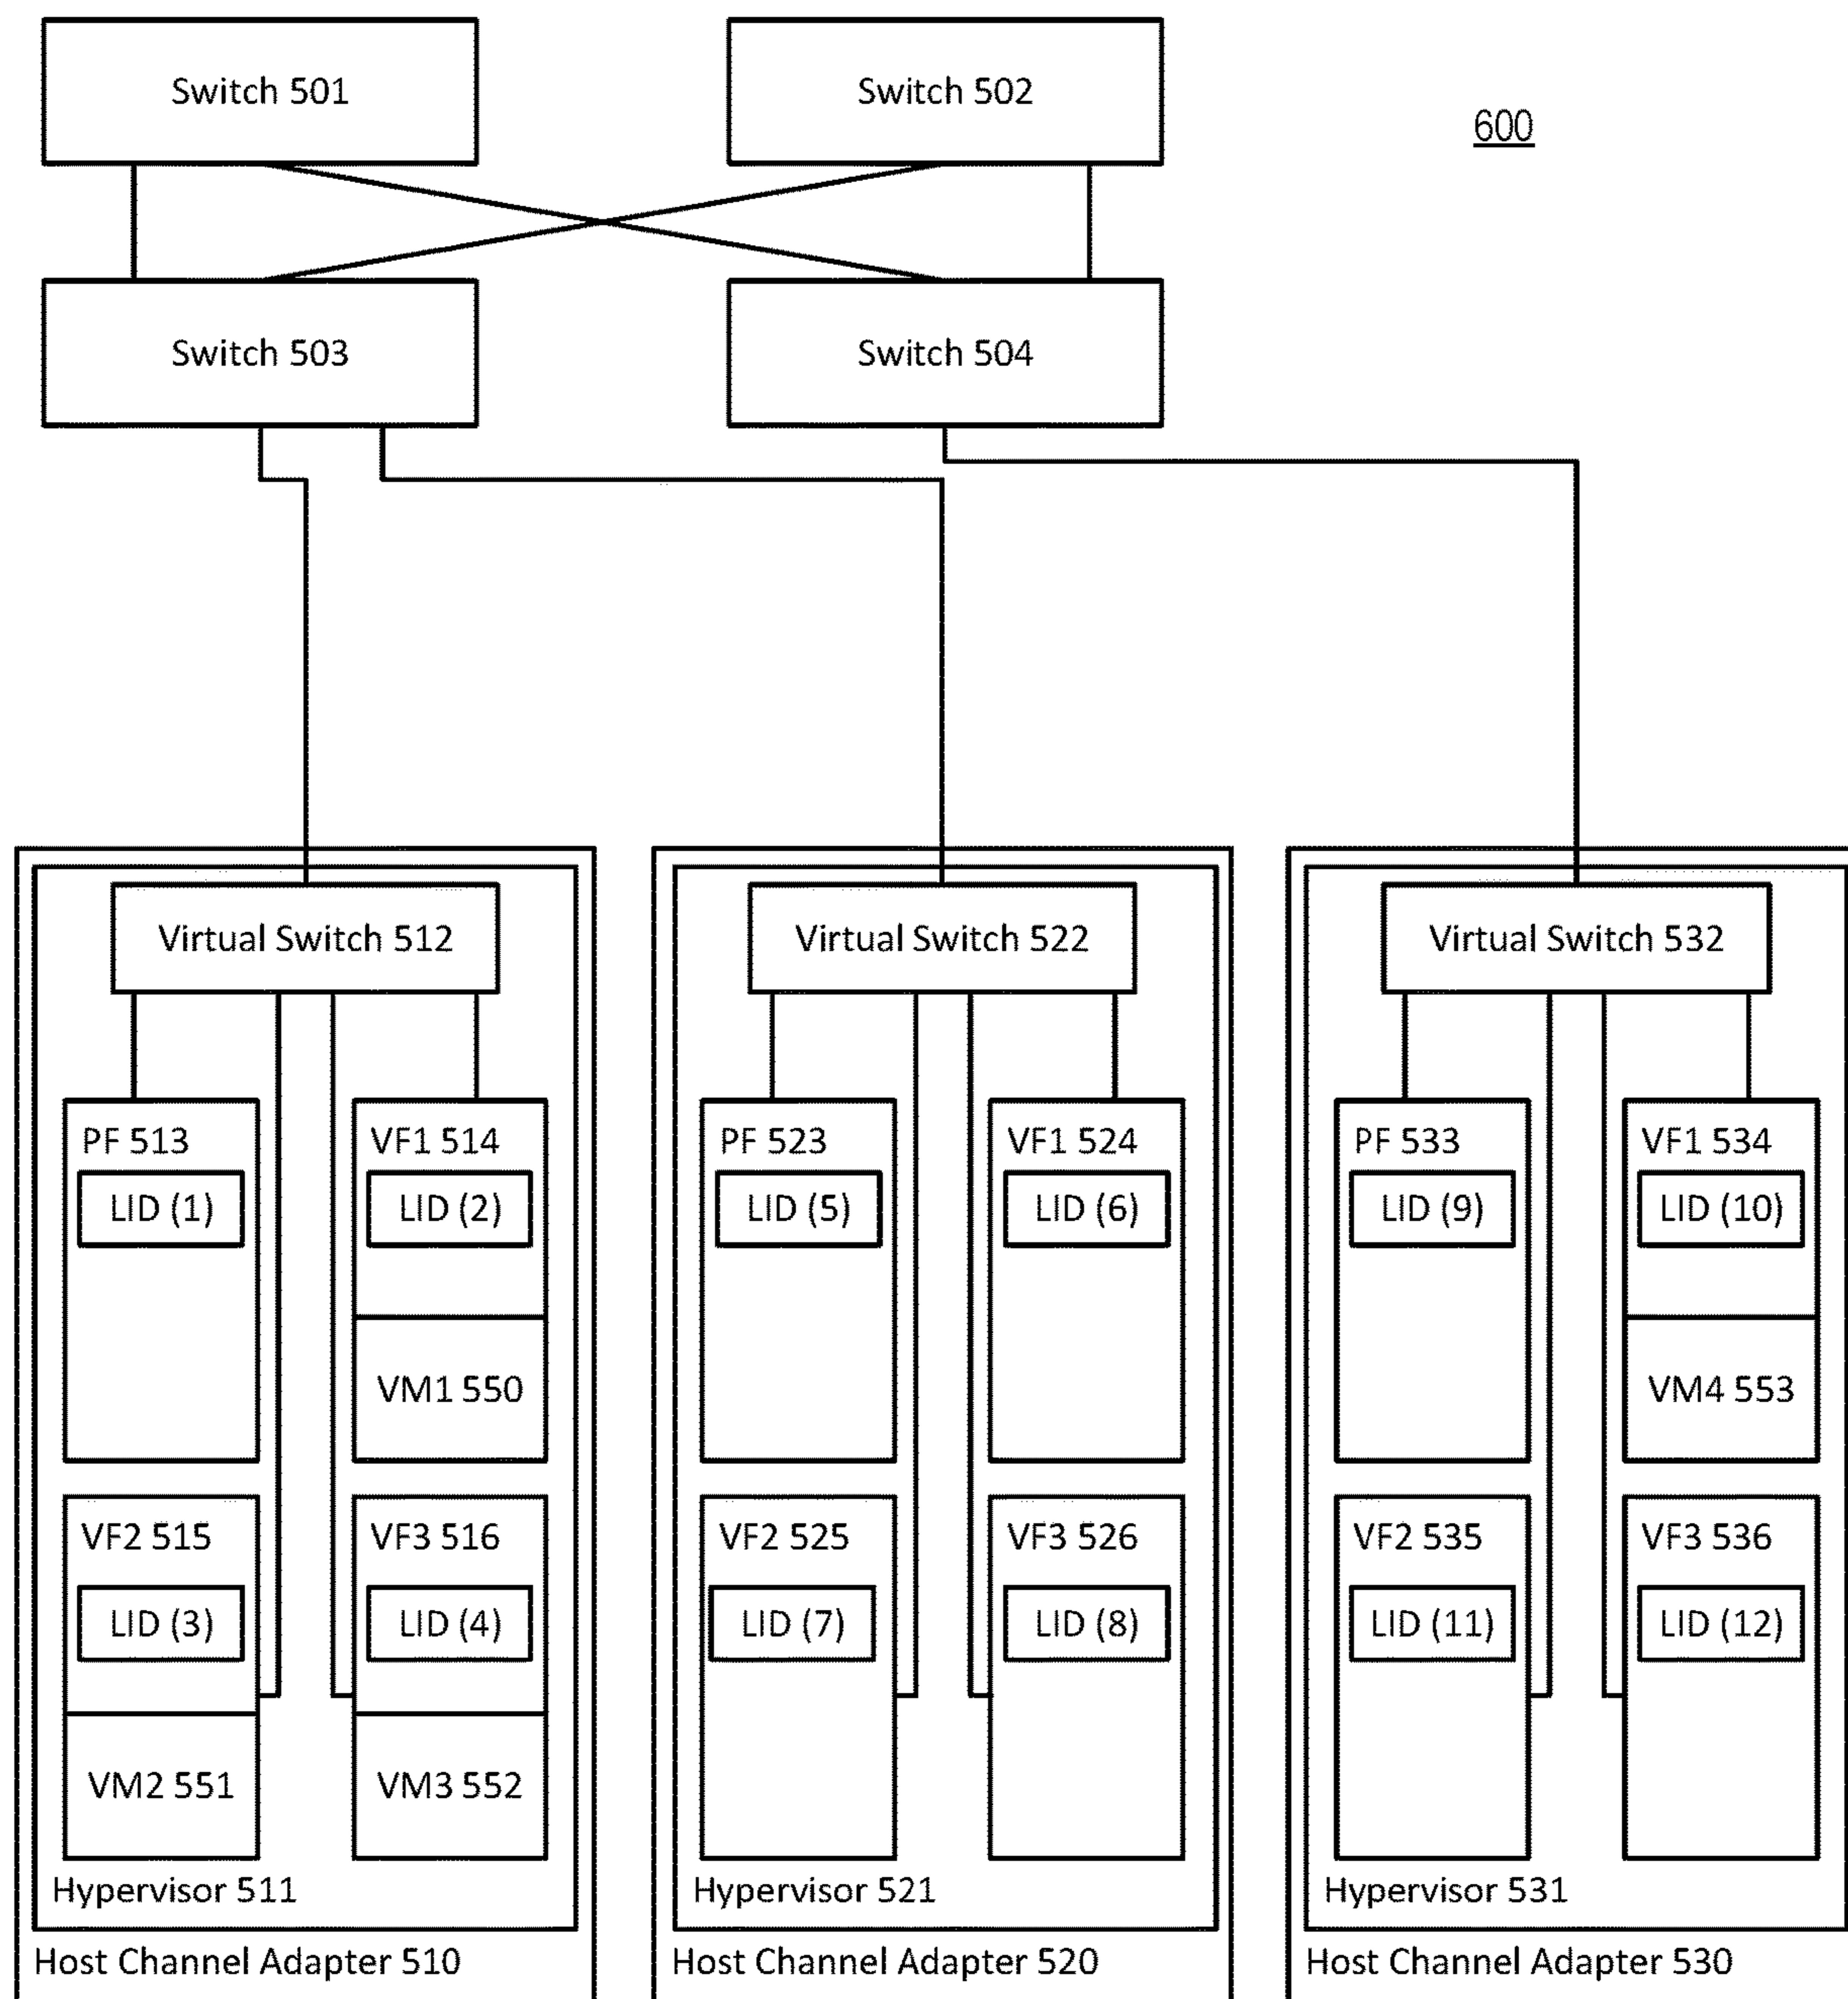 Switch 501
Switch 502
600
Switch 503
Switch 504
Virtual Switch 512
Virtual Switch 522
Virtual Switch 532
PF 513
LID (1)
VF1 514
LID (2)
VM1 550
VF2 515
LID (3)
VM2 551
VF3 516
LID (4)
VM3 552
Hypervisor 511
Host Channel Adapter 510
PF 523
LID (5)
VF1 524
LID (6)
VF2 525
LID (7)
VF3 526
LID (8)
Hypervisor 521
Host Channel Adapter 520
PF 533
LID (9)
VF1 534
LID (10)
VM4 553
VF2 535
LID (11)
VF3 536
LID (12)
Hypervisor 531
Host Channel Adapter 530